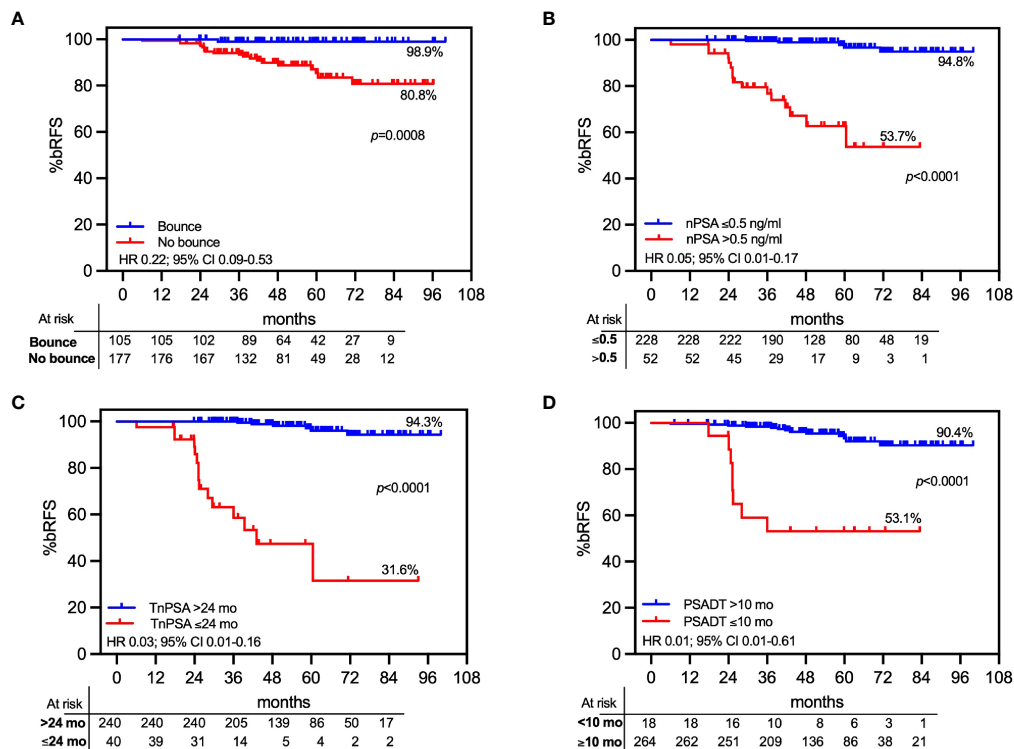 A
100
80
60
40
20
0
%bRFS
98.9%
80.8%
p=0.0008
Bounce
No bounce
HR 0.22; 95% CI 0.09-0.53
0 12 24 36 48 60 72 84 96 108
months
At risk
Bounce 105 105 102 89 64 42 27 9
No bounce 177 176 167 132 81 49 28 12
B
100
80
60
40
20
0
%bRFS
94.8%
53.7%
p<0.0001
nPSA ≤0.5 ng/ml
nPSA >0.5 ng/ml
HR 0.05; 95% CI 0.01-0.17
0 12 24 36 48 60 72 84 96 108
months
At risk
≤0.5 228 228 222 190 128 80 48 19
>0.5 52 52 45 29 17 9 3 1
C
100
80
60
40
20
0
%bRFS
94.3%
p<0.0001
31.6%
TnPSA >24 mo
TnPSA ≤24 mo
HR 0.03; 95% CI 0.01-0.16
0 12 24 36 48 60 72 84 96 108
months
At risk
>24 mo 240 240 240 205 139 86 50 17
≤24 mo 40 39 31 14 5 4 2 2
D
100
80
60
40
20
0
%bRFS
90.4%
p<0.0001
53.1%
PSADT >10 mo
PSADT ≤10 mo
HR 0.01; 95% CI 0.01-0.61
0 12 24 36 48 60 72 84 96 108
months
At risk
<10 mo 18 18 16 10 8 6 3 1
≥10 mo 264 262 251 209 136 86 38 21